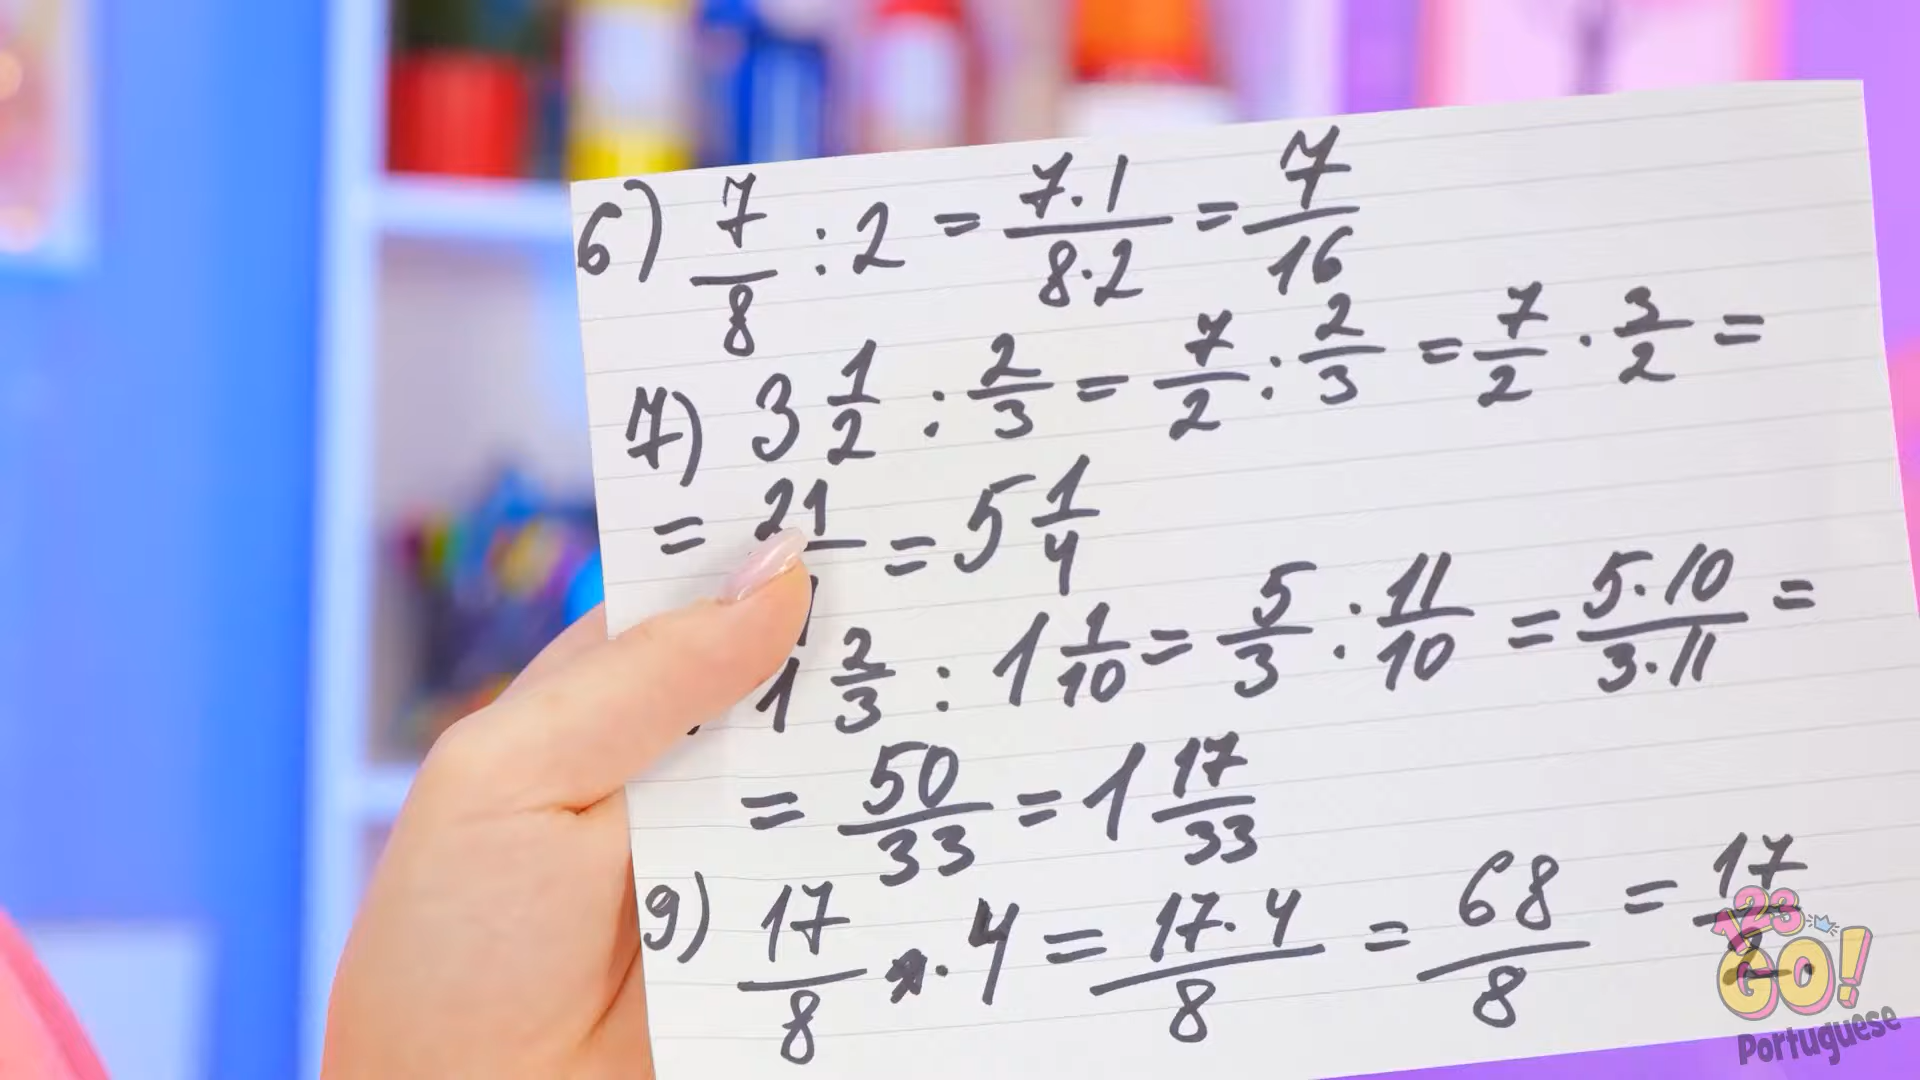 6) 7/8 : 2 = 7·1/8·2 = 7/16
7) 3 1/2 : 2/3 = 7/2 : 2/3 = 7/2 · 3/2 =
= 21/ = 5 1/4
1 2/3 : 1 1/10 = 5/3 : 11/10 = 5·10/3·11 =
= 50/33 = 1 17/33
9) 17/8 · 4 = 17·4/8 = 68/8 = 17/2.
123
GO!
Portuguese